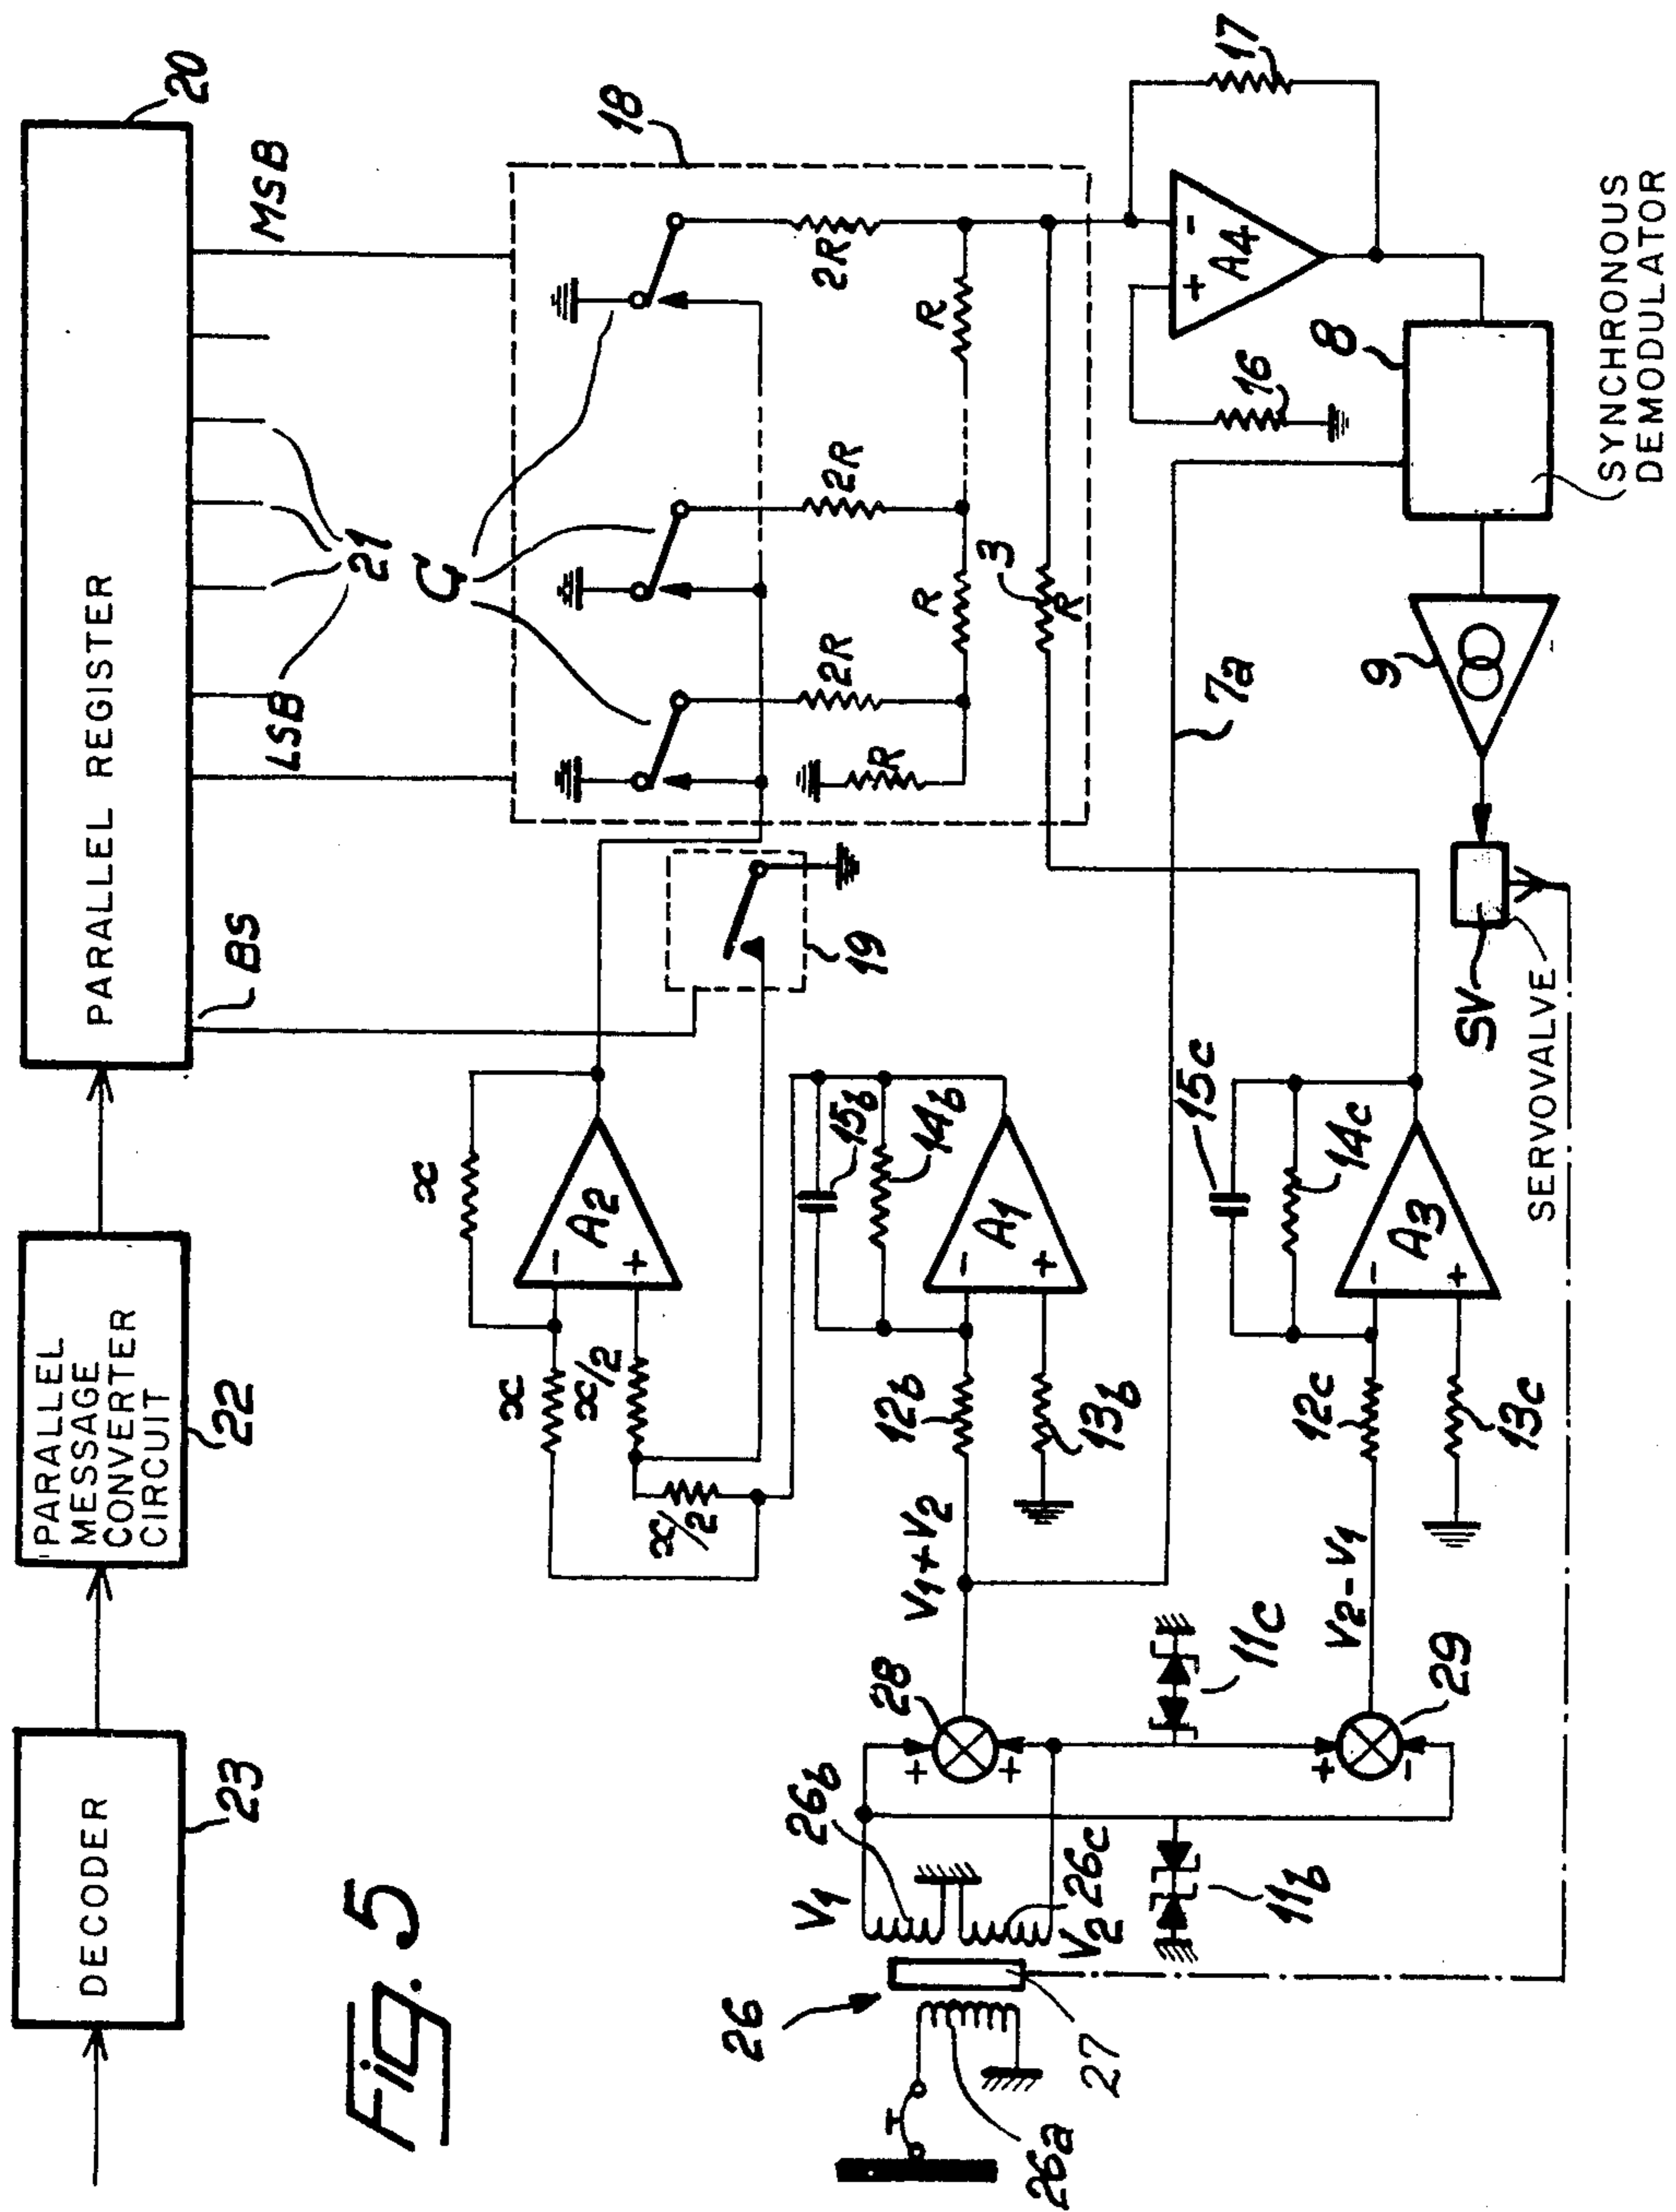 DECODER
23
PARALLEL
MESSAGE
CONVERTER
CIRCUIT
22
PARALLEL REGISTER
20
BS
LSB
21
MSB
C
18
x
x
x/2
x/2
A2
-
+
19
2R
2R
2R
R
R
R
3
R
26
26a
27
V1
26b
V2
26c
28
+
+
V1+V2
12b
13b
A1
-
+
15b
14b
7a
11b
11c
29
+
-
V2-V1
12c
13c
A3
-
+
15c
14c
A4
+
-
16
17
8
SYNCHRONOUS
DEMODULATOR
9
SV
SERVOVALVE
Fig. 5